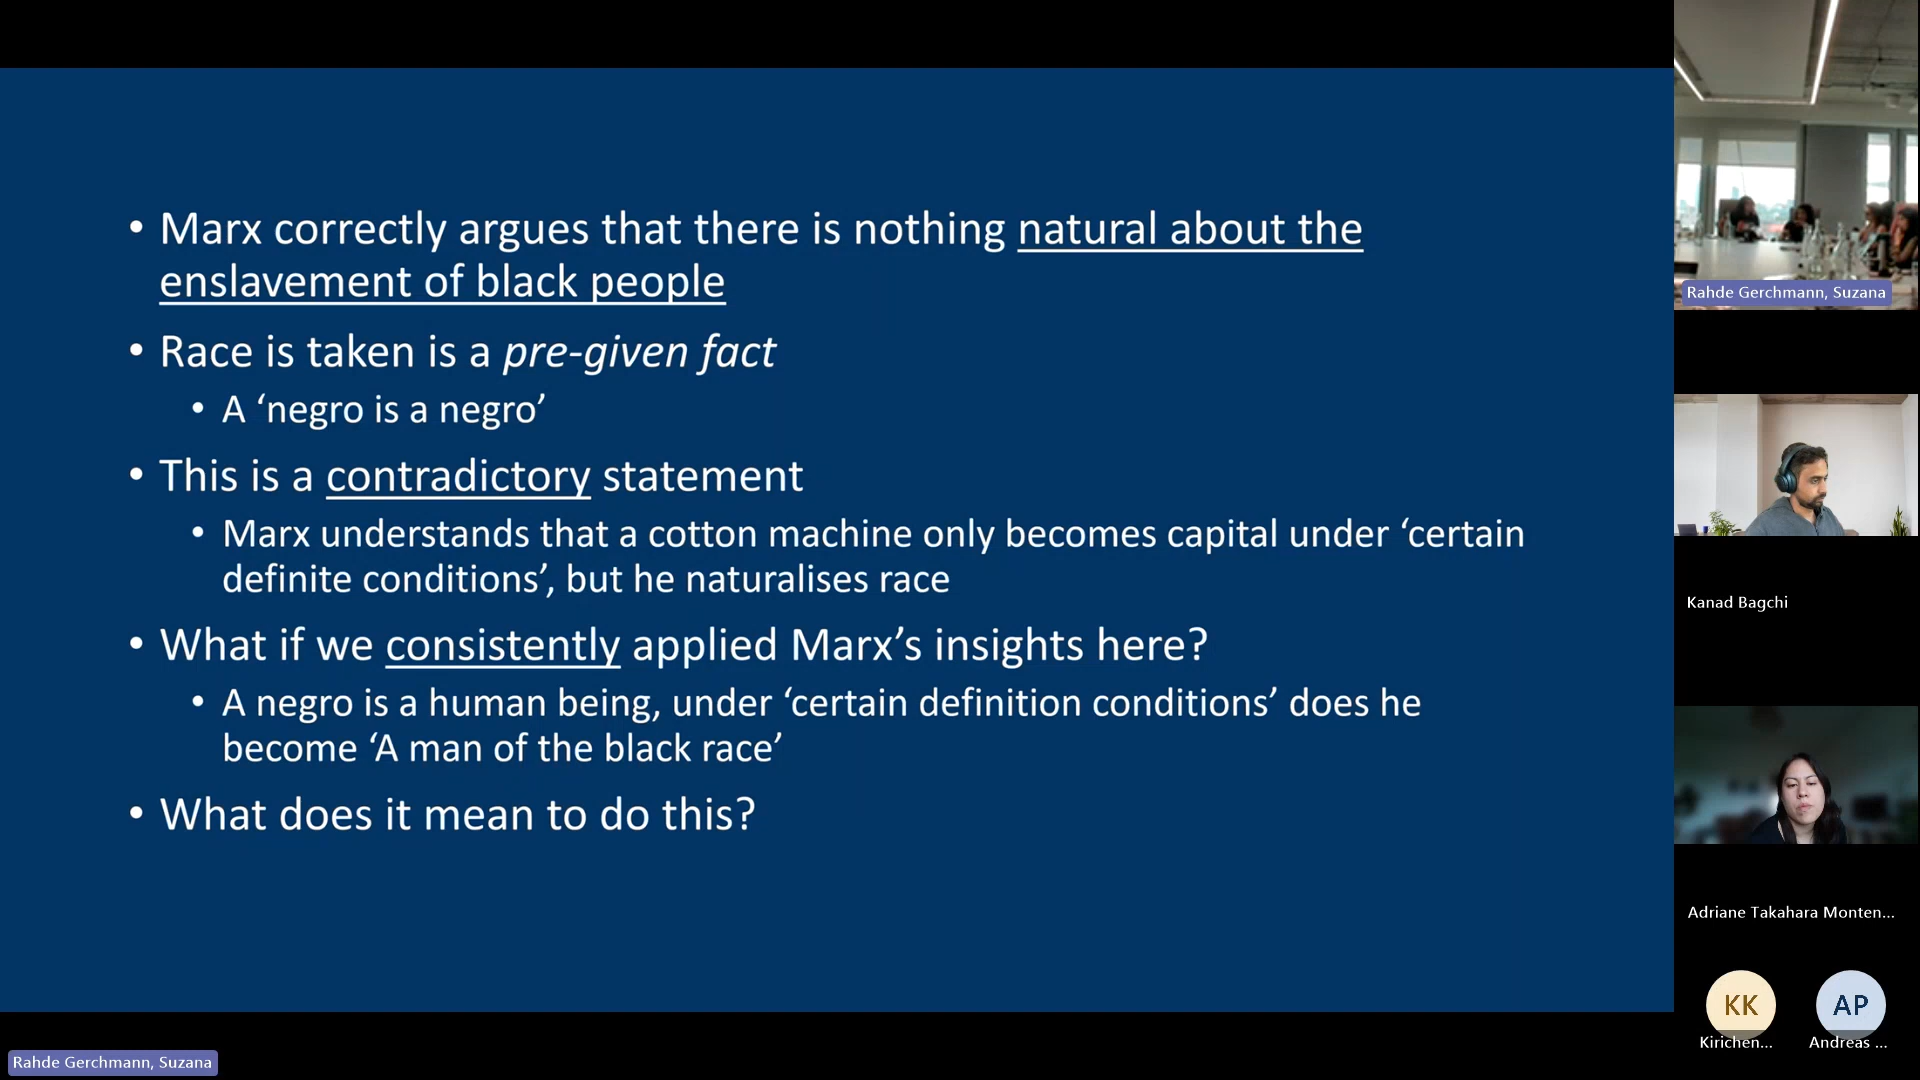 • Marx correctly argues that there is nothing natural about the
enslavement of black people
• Race is taken is a pre-given fact
• A ‘negro is a negro’
• This is a contradictory statement
• Marx understands that a cotton machine only becomes capital under ‘certain
definite conditions’, but he naturalises race
• What if we consistently applied Marx’s insights here?
• A negro is a human being, under ‘certain definition conditions’ does he
become ‘A man of the black race’
• What does it mean to do this?
Rahde Gerchmann, Suzana
Kanad Bagchi
Adriane Takahara Monten...
KK
AP
Kirichen...
Andreas ...
Rahde Gerchmann, Suzana